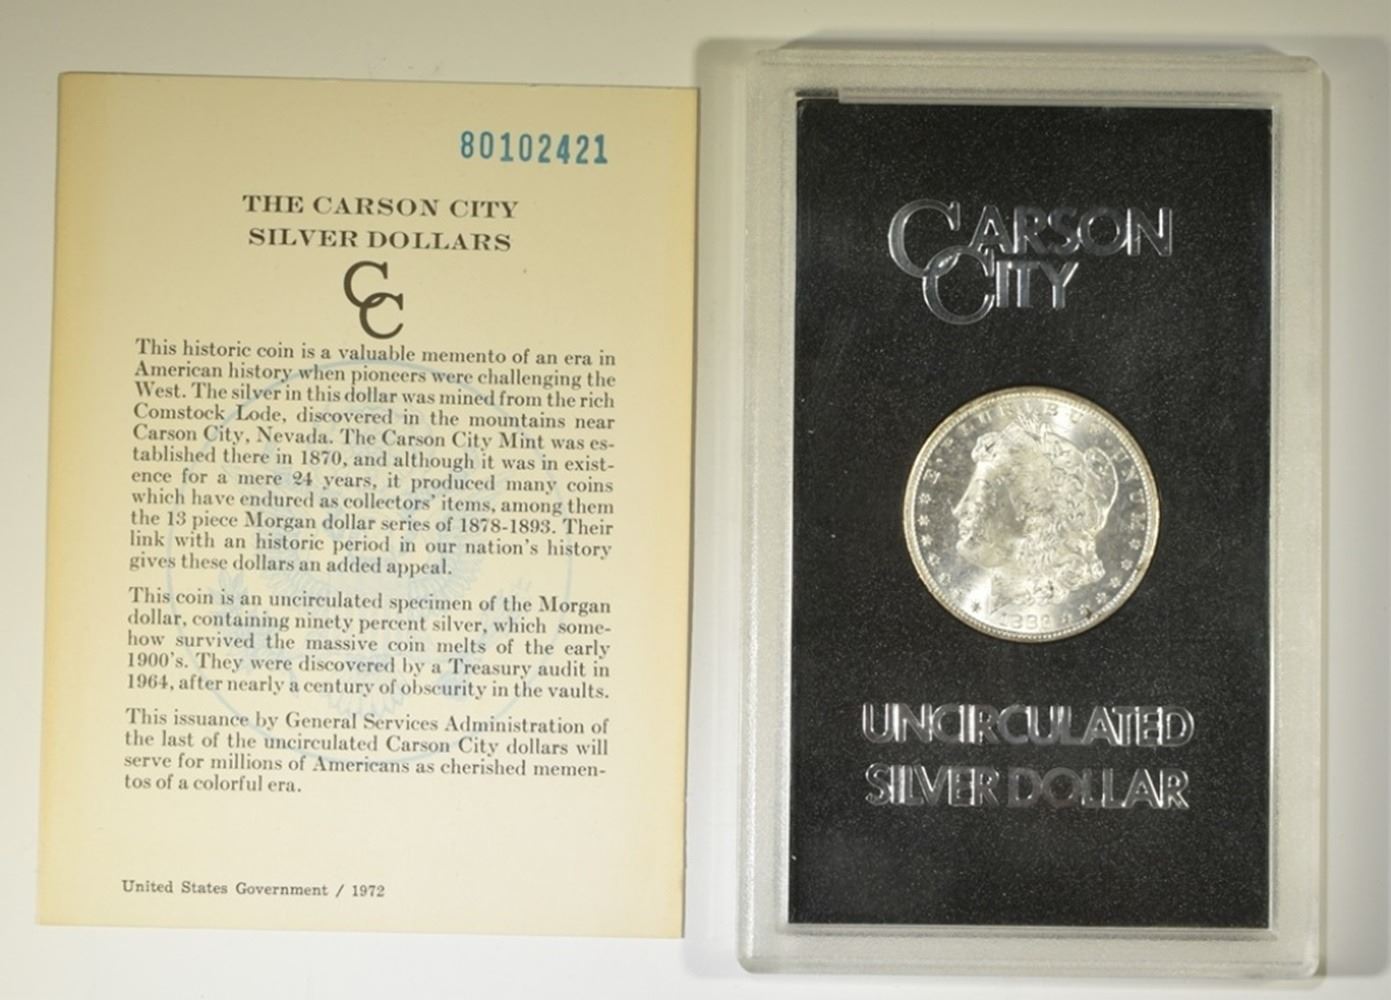 80102421
THE CARSON CITY
SILVER DOLLARS
CC
This historic coin is a valuable memento of an era in
American history when pioneers were challenging the
West. The silver in this dollar was mined from the rich
Comstock Lode, discovered in the mountains near
Carson City, Nevada. The Carson City Mint was es-
tablished there in 1870, and although it was in exist-
ence for a mere 24 years, it produced many coins
which have endured as collectors' items, among them
the 13 piece Morgan dollar series of 1878-1893. Their
link with an historic period in our nation's history
gives these dollars an added appeal.
This coin is an uncirculated specimen of the Morgan
dollar, containing ninety percent silver, which some-
how survived the massive coin melts of the early
1900's. They were discovered by a Treasury audit in
1964, after nearly a century of obscurity in the vaults.
This issuance by General Services Administration of
the last of the uncirculated Carson City dollars will
serve for millions of Americans as cherished memen-
tos of a colorful era.
United States Government / 1972
CARSON
CITY
E·PLURIBUS·UNUM
UNCIRCULATED
SILVER DOLLAR